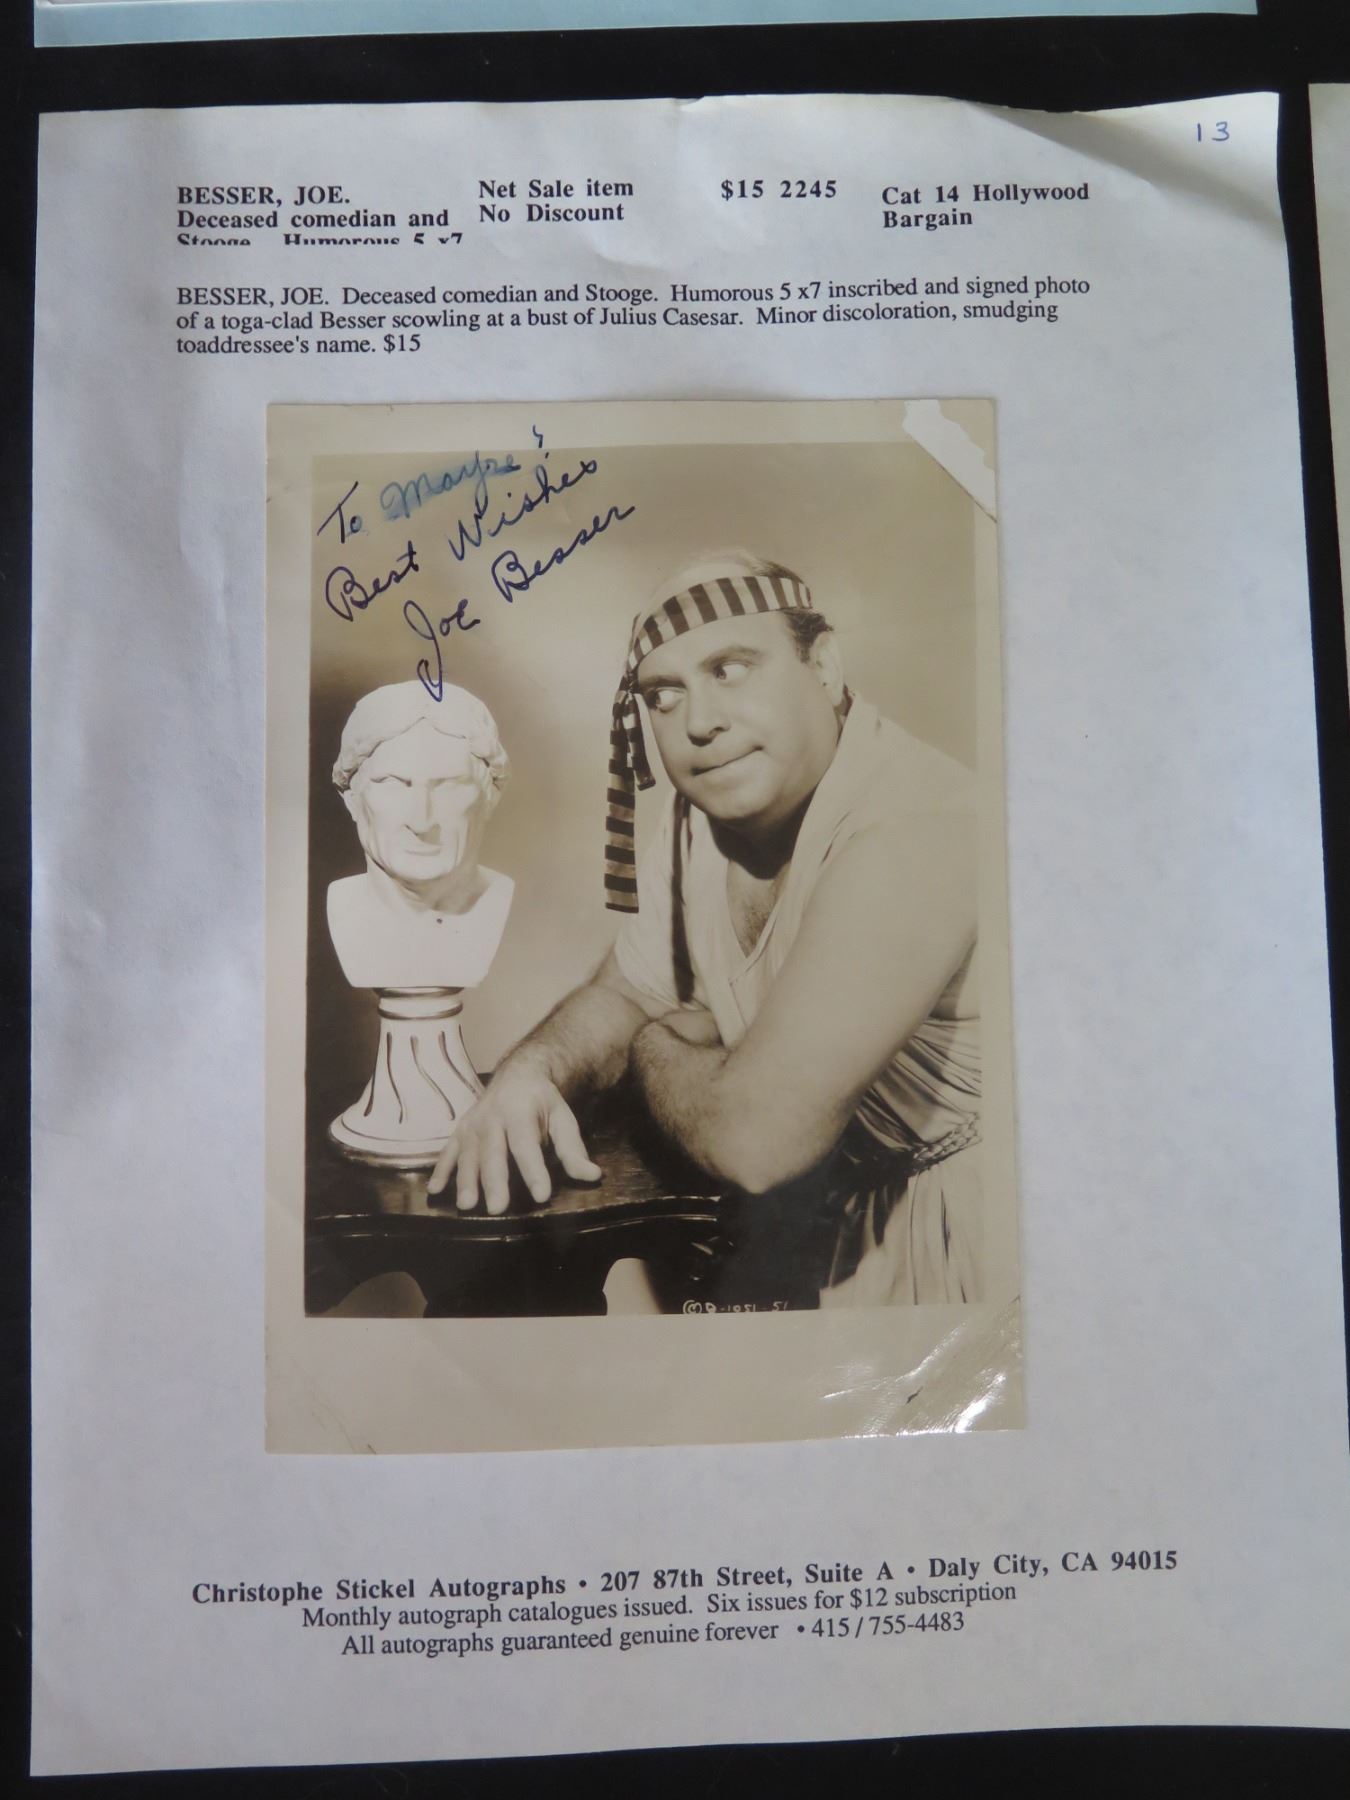 13
BESSER, JOE.
Deceased comedian and
Stooge. Humorous 5 x7
Net Sale item
No Discount
$15 2245
Cat 14 Hollywood
Bargain
BESSER, JOE. Deceased comedian and Stooge. Humorous 5 x7 inscribed and signed photo
of a toga-clad Besser scowling at a bust of Julius Casesar. Minor discoloration, smudging
toaddressee's name. $15
To
Best Wishes
Joe Besser
Christophe Stickel Autographs • 207 87th Street, Suite A • Daly City, CA 94015
Monthly autograph catalogues issued. Six issues for $12 subscription
All autographs guaranteed genuine forever • 415 / 755-4483